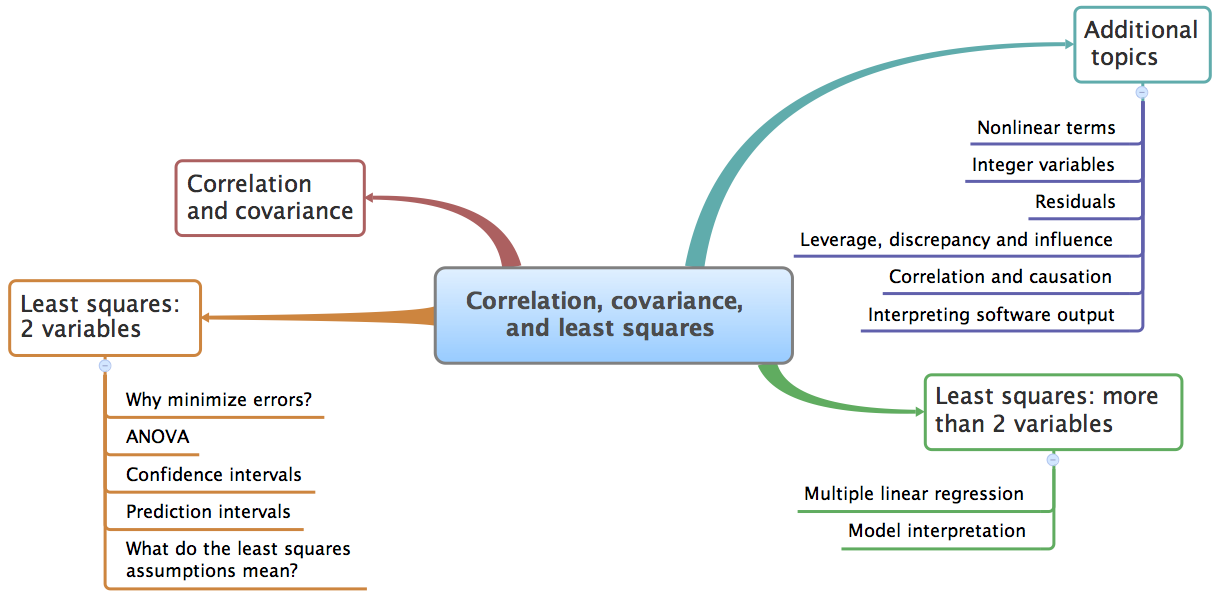 Correlation, covariance,
and least squares
Correlation
and covariance
Least squares:
2 variables
Why minimize errors?
ANOVA
Confidence intervals
Prediction intervals
What do the least squares
assumptions mean?
Least squares: more
than 2 variables
Multiple linear regression
Model interpretation
Additional
topics
Nonlinear terms
Integer variables
Residuals
Leverage, discrepancy and influence
Correlation and causation
Interpreting software output